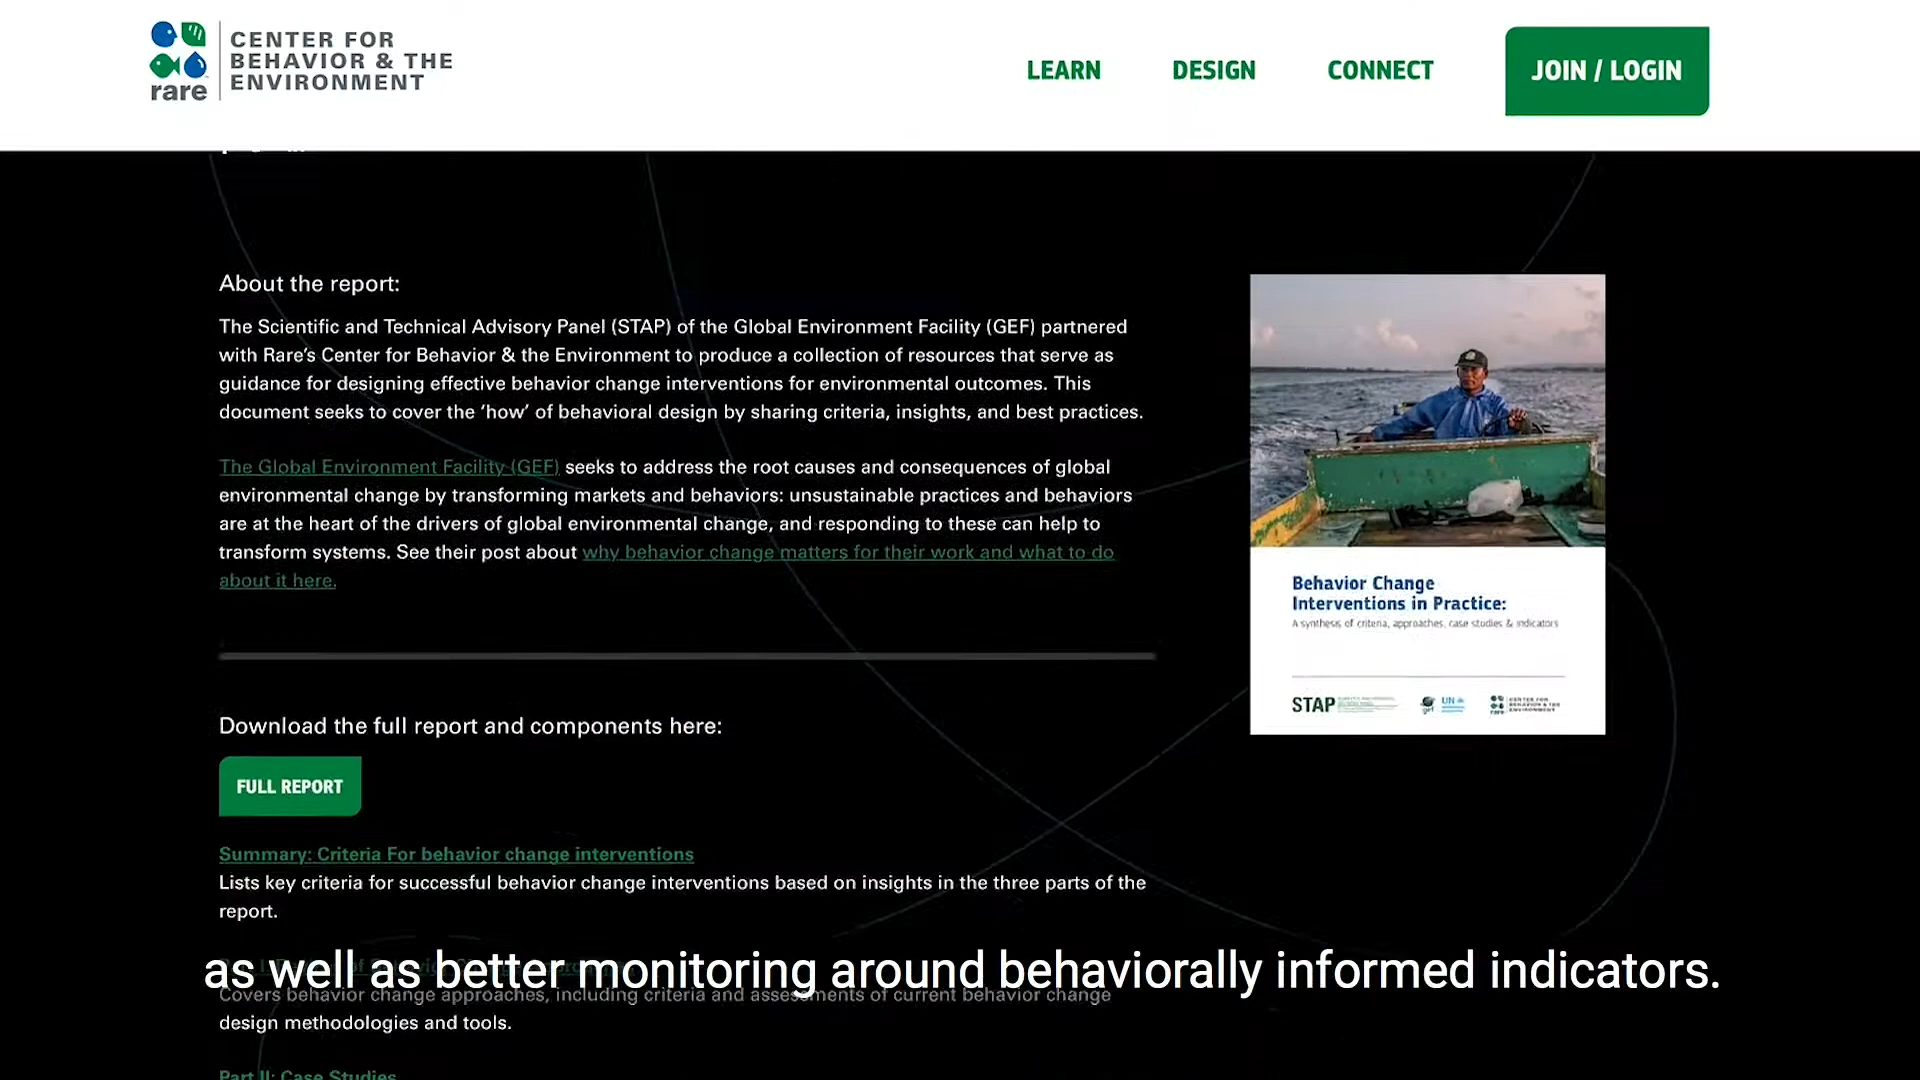 CENTER FOR
BEHAVIOR & THE
ENVIRONMENT
rare
LEARN
DESIGN
CONNECT
JOIN / LOGIN
About the report:
The Scientific and Technical Advisory Panel (STAP) of the Global Environment Facility (GEF) partnered
with Rare’s Center for Behavior & the Environment to produce a collection of resources that serve as
guidance for designing effective behavior change interventions for environmental outcomes. This
document seeks to cover the ‘how’ of behavioral design by sharing criteria, insights, and best practices.
The Global Environment Facility (GEF) seeks to address the root causes and consequences of global
environmental change by transforming markets and behaviors: unsustainable practices and behaviors
are at the heart of the drivers of global environmental change, and responding to these can help to
transform systems. See their post about why behavior change matters for their work and what to do
about it here.
Behavior Change
Interventions in Practice:
A synthesis of criteria, approaches, case studies & indicators
STAP
gef
UN
rare
CENTER FOR
BEHAVIOR & THE
ENVIRONMENT
Download the full report and components here:
FULL REPORT
Summary: Criteria For behavior change interventions
Lists key criteria for successful behavior change interventions based on insights in the three parts of the
report.
as well as better monitoring around behaviorally informed indicators.
Covers behavior change approaches, including criteria and assessments of current behavior change
design methodologies and tools.
Part II: Case Studies